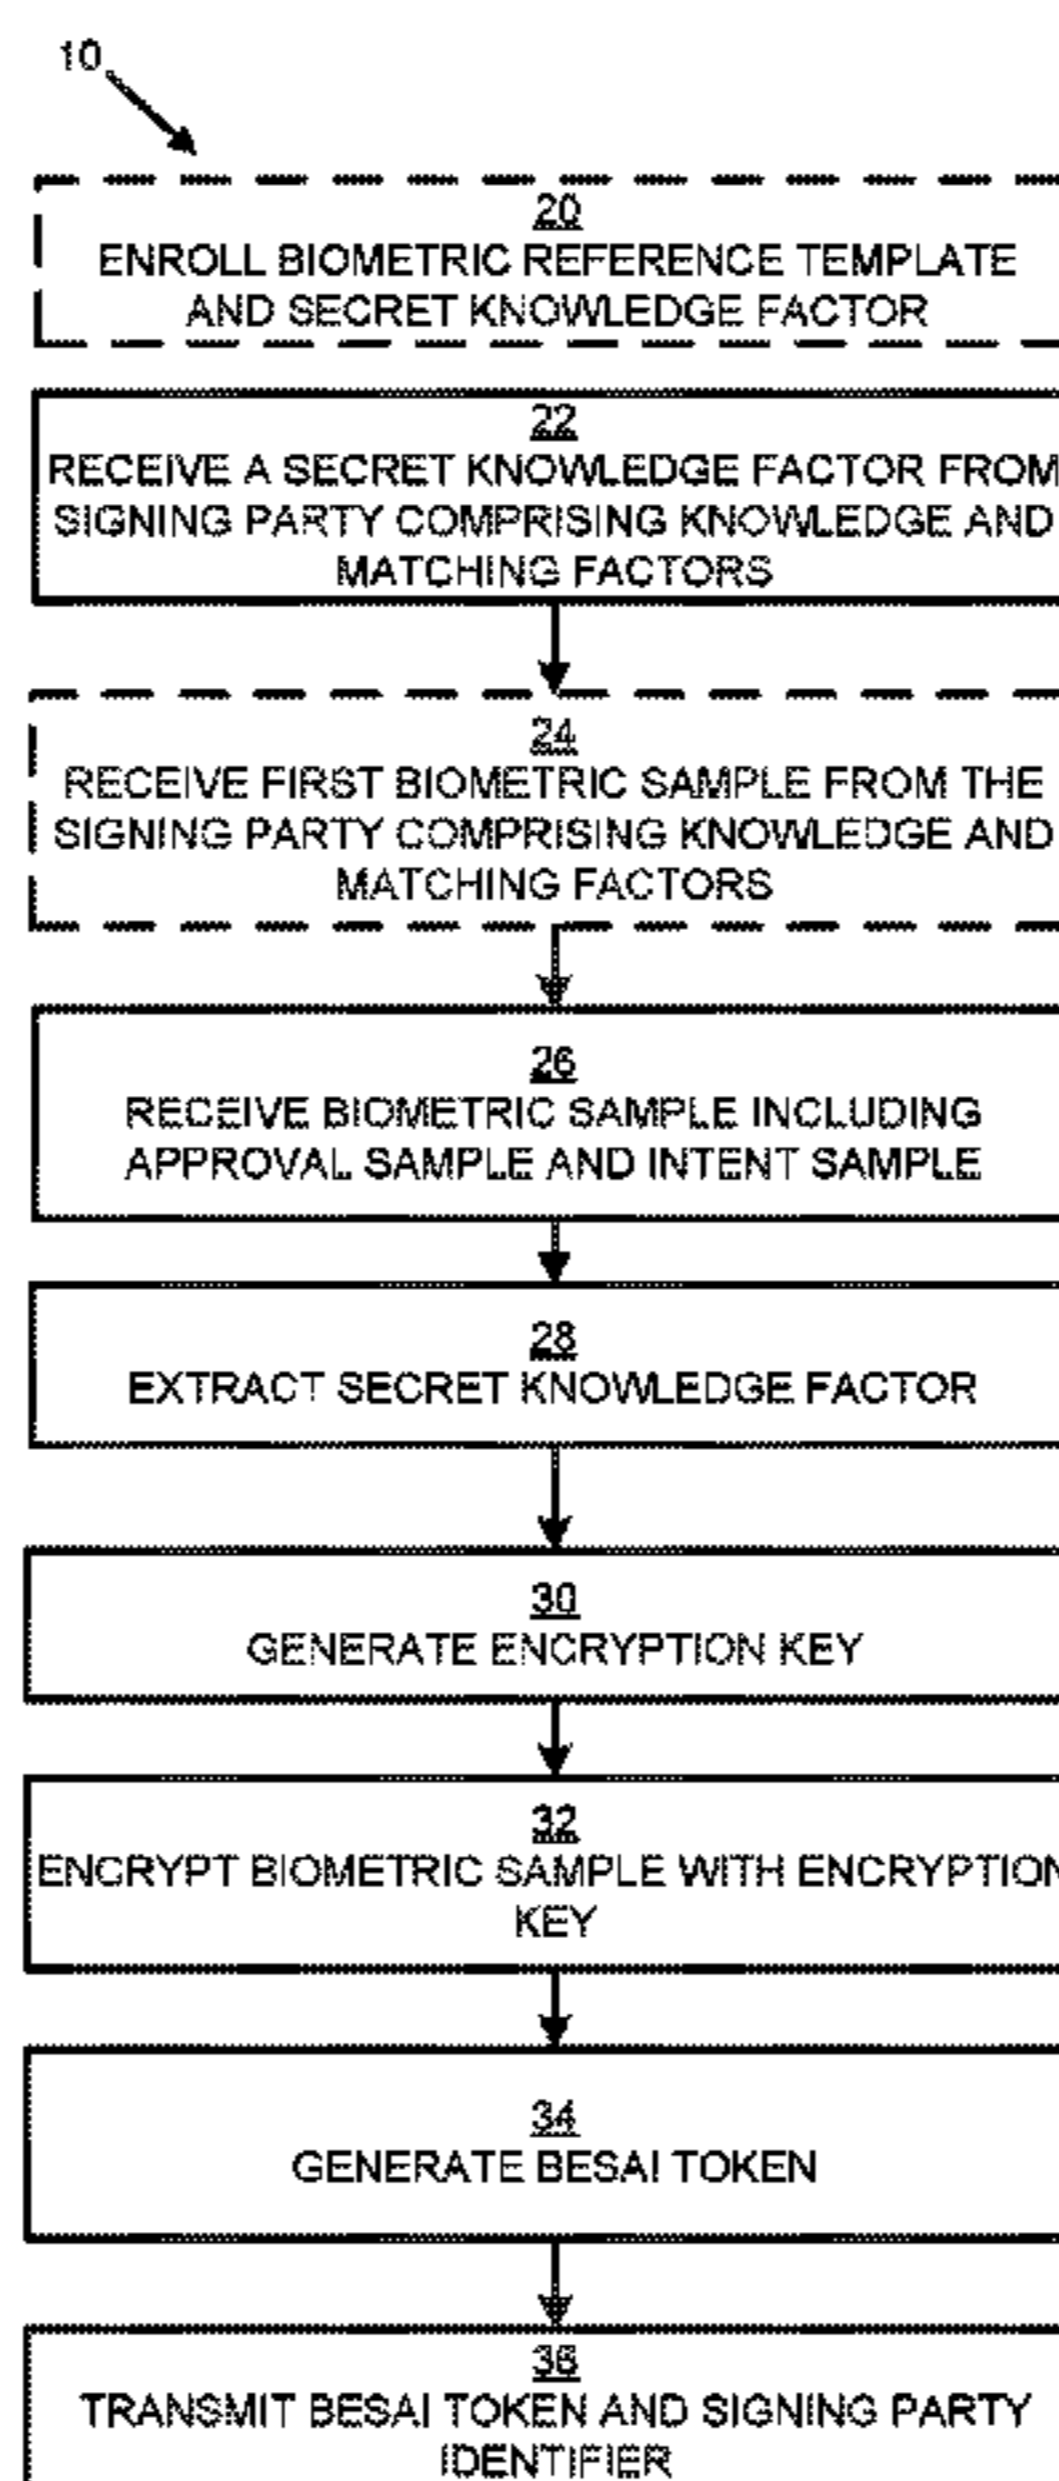 10
20
ENROLL BIOMETRIC REFERENCE TEMPLATE
AND SECRET KNOWLEDGE FACTOR
22
RECEIVE A SECRET KNOWLEDGE FACTOR FROM
SIGNING PARTY COMPRISING KNOWLEDGE AND
MATCHING FACTORS
24
RECEIVE FIRST BIOMETRIC SAMPLE FROM THE
SIGNING PARTY COMPRISING KNOWLEDGE AND
MATCHING FACTORS
26
RECEIVE BIOMETRIC SAMPLE INCLUDING
APPROVAL SAMPLE AND INTENT SAMPLE
28
EXTRACT SECRET KNOWLEDGE FACTOR
30
GENERATE ENCRYPTION KEY
32
ENCRYPT BIOMETRIC SAMPLE WITH ENCRYPTION
KEY
34
GENERATE BESAI TOKEN
36
TRANSMIT BESAI TOKEN AND SIGNING PARTY
IDENTIFIER